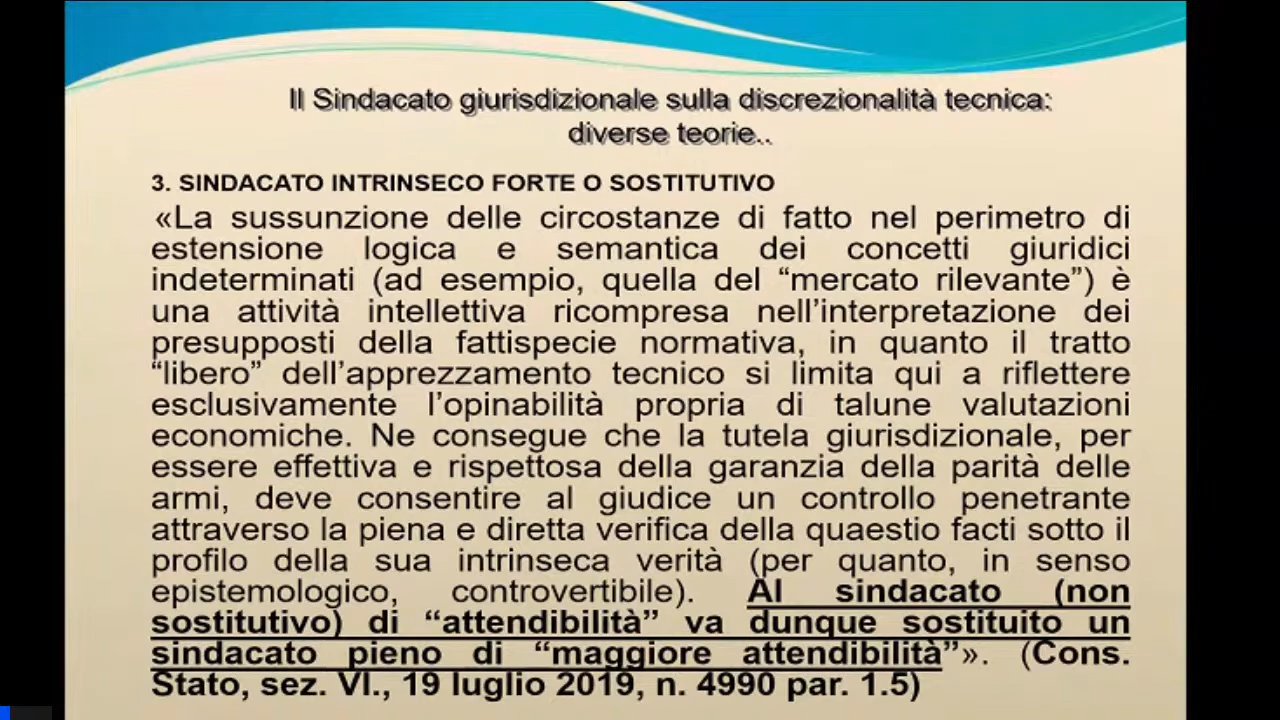 Il Sindacato giurisdizionale sulla discrezionalità tecnica:
diverse teorie..
3. SINDACATO INTRINSECO FORTE O SOSTITUTIVO
«La sussunzione delle circostanze di fatto nel perimetro di
estensione logica e semantica dei concetti giuridici
indeterminati (ad esempio, quella del “mercato rilevante”) è
una attività intellettiva ricompresa nell’interpretazione dei
presupposti della fattispecie normativa, in quanto il tratto
“libero” dell’apprezzamento tecnico si limita qui a riflettere
esclusivamente l’opinabilità propria di talune valutazioni
economiche. Ne consegue che la tutela giurisdizionale, per
essere effettiva e rispettosa della garanzia della parità delle
armi, deve consentire al giudice un controllo penetrante
attraverso la piena e diretta verifica della quaestio facti sotto il
profilo della sua intrinseca verità (per quanto, in senso
epistemologico, controvertibile). Al sindacato (non
sostitutivo) di “attendibilità” va dunque sostituito un
sindacato pieno di “maggiore attendibilità”». (Cons.
Stato, sez. VI., 19 luglio 2019, n. 4990 par. 1.5)